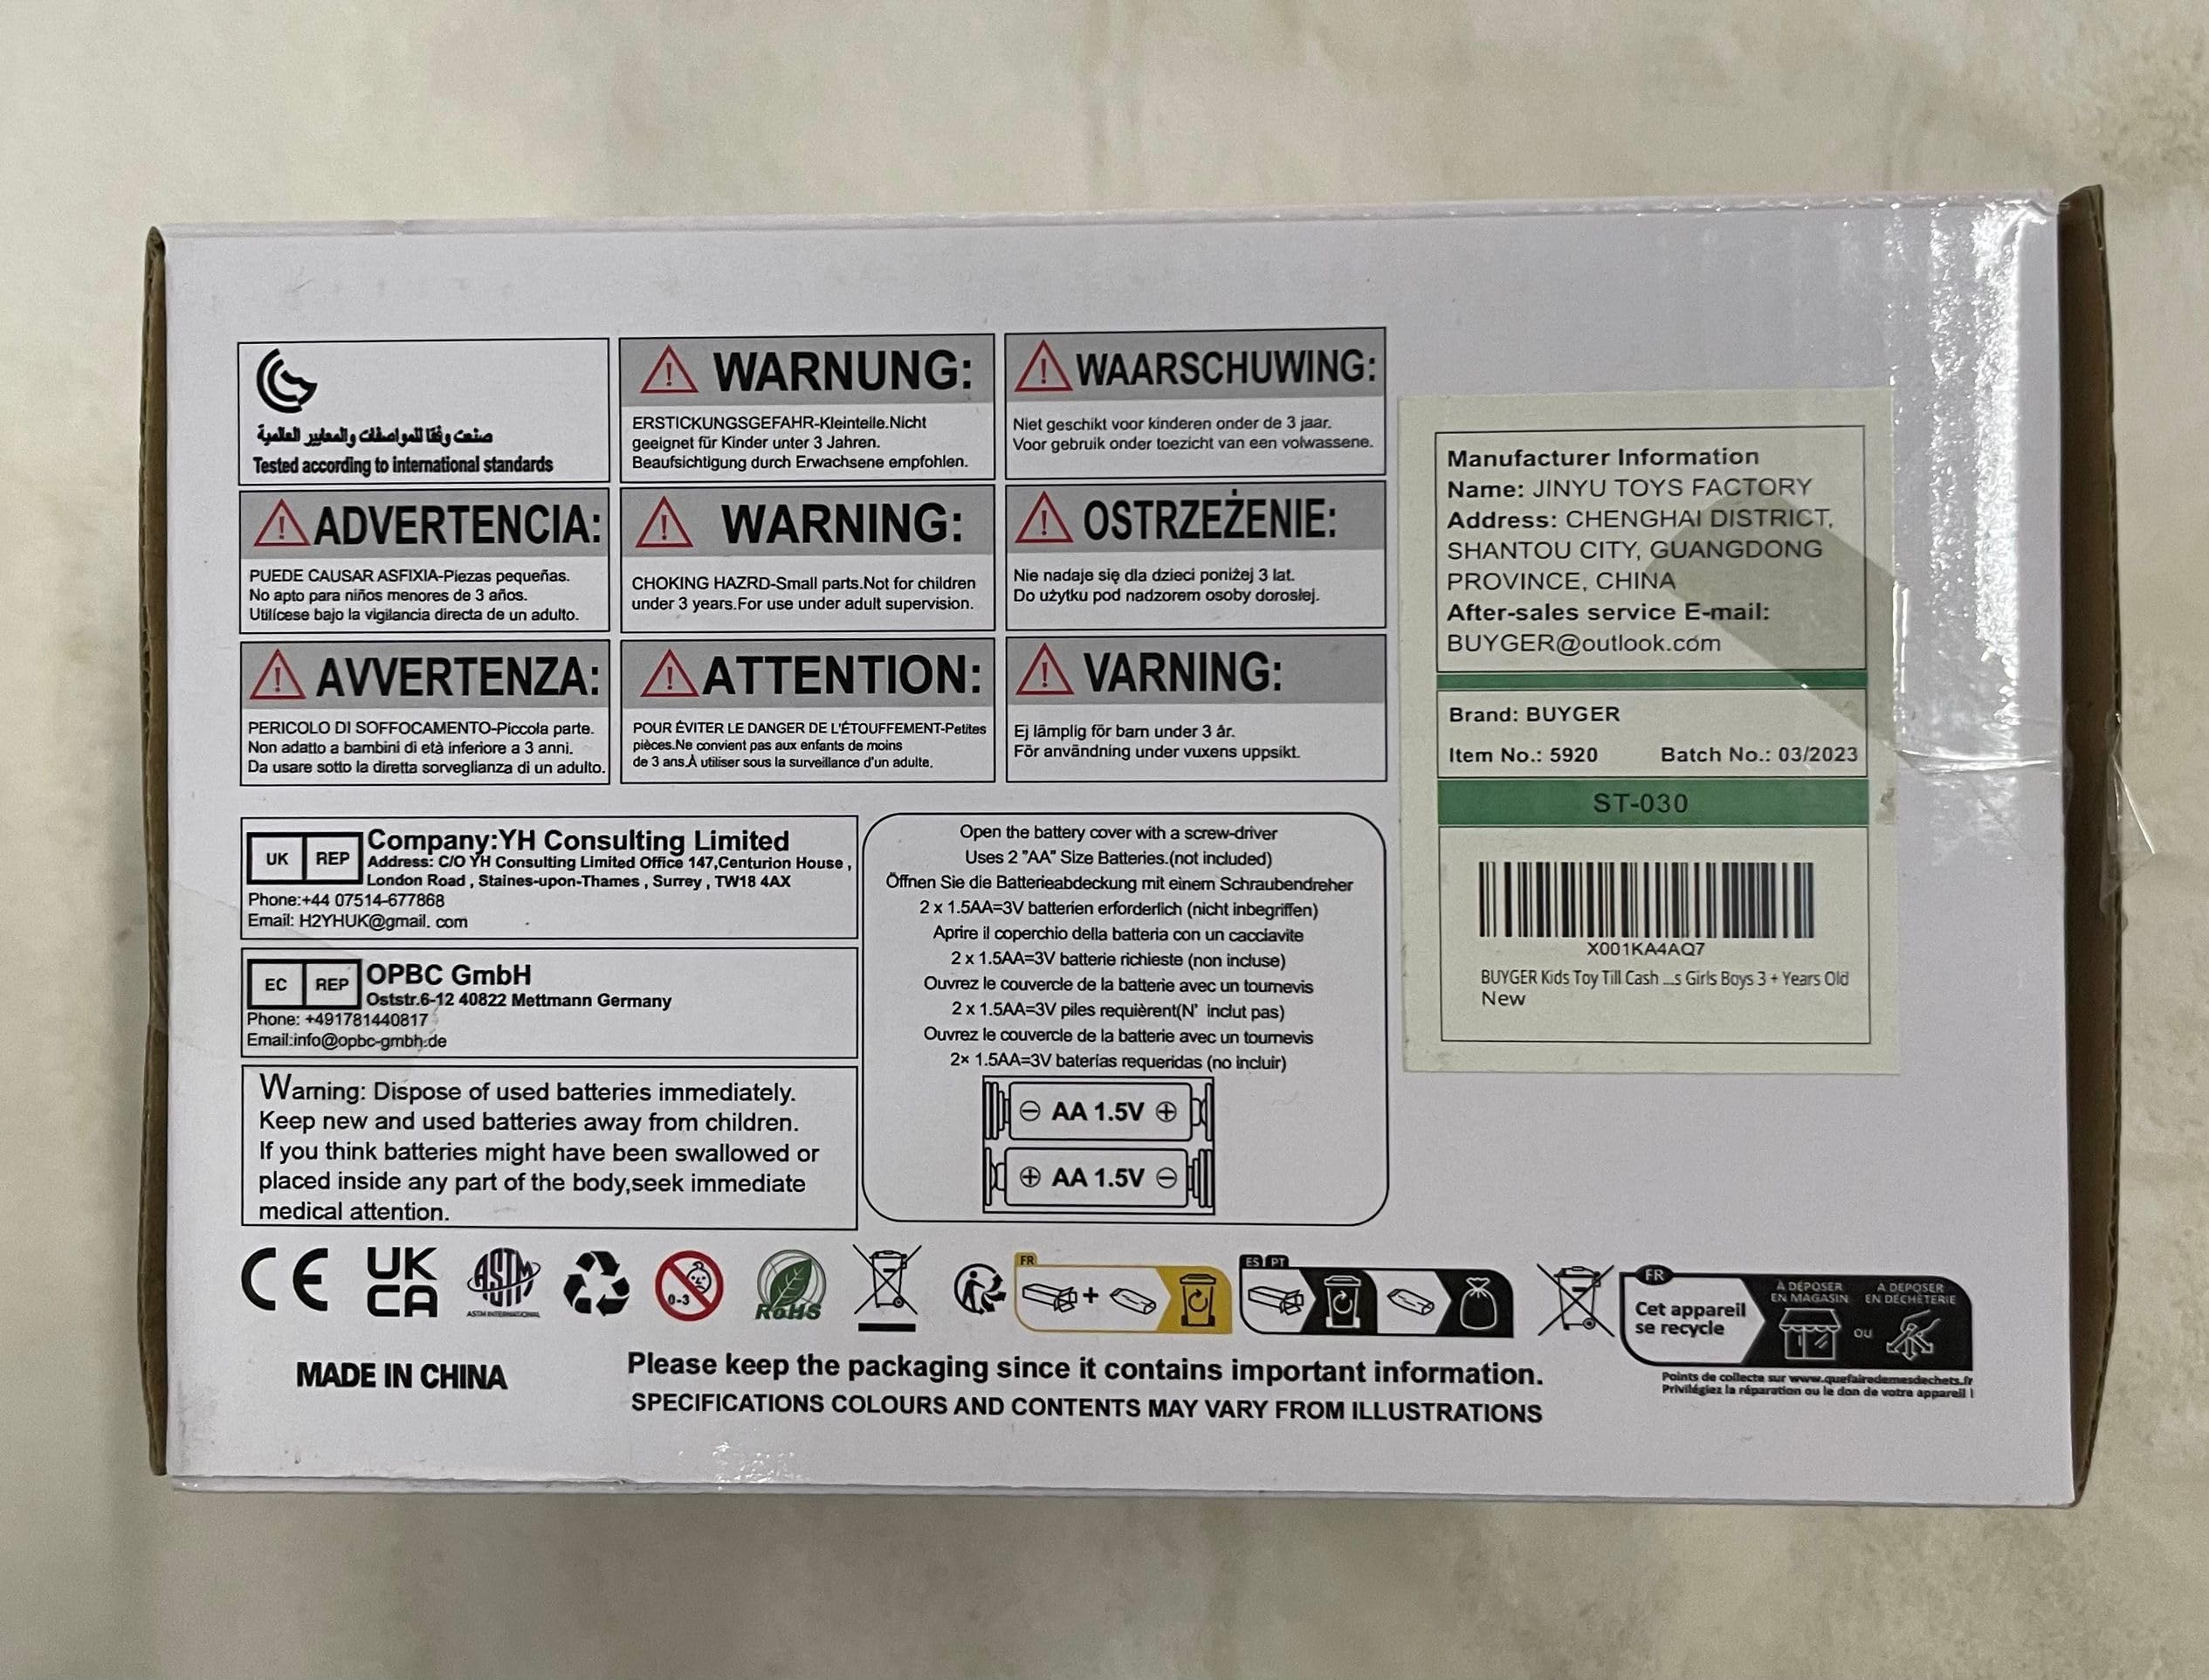 صنعت وفقا للمواصفات والمعايير العالمية
Tested according to international standards
WARNUNG:
ERSTICKUNGSGEFAHR-Kleinteile.Nicht
geeignet für Kinder unter 3 Jahren.
Beaufsichtigung durch Erwachsene empfohlen.
WAARSCHUWING:
Niet geschikt voor kinderen onder de 3 jaar.
Voor gebruik onder toezicht van een volwassene.
ADVERTENCIA:
PUEDE CAUSAR ASFIXIA-Piezas pequeñas.
No apto para niños menores de 3 años.
Utilícese bajo la vigilancia directa de un adulto.
WARNING:
CHOKING HAZRD-Small parts.Not for children
under 3 years.For use under adult supervision.
OSTRZEŻENIE:
Nie nadaje się dla dzieci poniżej 3 lat.
Do użytku pod nadzorem osoby dorosłej.
AVVERTENZA:
PERICOLO DI SOFFOCAMENTO-Piccola parte.
Non adatto a bambini di età inferiore a 3 anni.
Da usare sotto la diretta sorveglianza di un adulto.
ATTENTION:
POUR ÉVITER LE DANGER DE L'ÉTOUFFEMENT-Petites
pièces.Ne convient pas aux enfants de moins
de 3 ans.À utiliser sous la surveillance d'un adulte.
VARNING:
Ej lämplig för barn under 3 år.
För användning under vuxens uppsikt.
UK REP
Company:YH Consulting Limited
Address: C/O YH Consulting Limited Office 147,Centurion House ,
London Road , Staines-upon-Thames , Surrey , TW18 4AX
Phone:+44 07514-677868
Email: H2YHUK@gmail. com
EC REP
OPBC GmbH
Oststr.6-12 40822 Mettmann Germany
Phone: +491781440817
Email:info@opbc-gmbh.de
Warning: Dispose of used batteries immediately.
Keep new and used batteries away from children.
If you think batteries might have been swallowed or
placed inside any part of the body,seek immediate
medical attention.
Open the battery cover with a screw-driver
Uses 2 "AA" Size Batteries.(not included)
Öffnen Sie die Batterieabdeckung mit einem Schraubendreher
2 x 1.5AA=3V batterien erforderlich (nicht inbegriffen)
Aprire il coperchio della batteria con un cacciavite
2 x 1.5AA=3V batterie richieste (non incluse)
Ouvrez le couvercle de la batterie avec un tournevis
2 x 1.5AA=3V piles requièrent(N' inclut pas)
Ouvrez le couvercle de la batterie avec un tournevis
2× 1.5AA=3V baterías requeridas (no incluir)
⊖ AA 1.5V ⊕
⊕ AA 1.5V ⊖
Manufacturer Information
Name: JINYU TOYS FACTORY
Address: CHENGHAI DISTRICT,
SHANTOU CITY, GUANGDONG
PROVINCE, CHINA
After-sales service E-mail:
BUYGER@outlook.com
Brand: BUYGER
Item No.: 5920 Batch No.: 03/2023
ST-030
X001KA4AQ7
BUYGER Kids Toy Till Cash ...s Girls Boys 3 + Years Old
New
CE
UK
CA
ASTM
ASTM INTERNATIONAL
0-3
RoHS
FR
ES PT
FR
Cet appareil
se recycle
À DÉPOSER
EN MAGASIN
OU
À DÉPOSER
EN DÉCHÈTERIE
Points de collecte sur www.quefairedemesdechets.fr
Privilégiez la réparation ou le don de votre appareil !
MADE IN CHINA
Please keep the packaging since it contains important information.
SPECIFICATIONS COLOURS AND CONTENTS MAY VARY FROM ILLUSTRATIONS